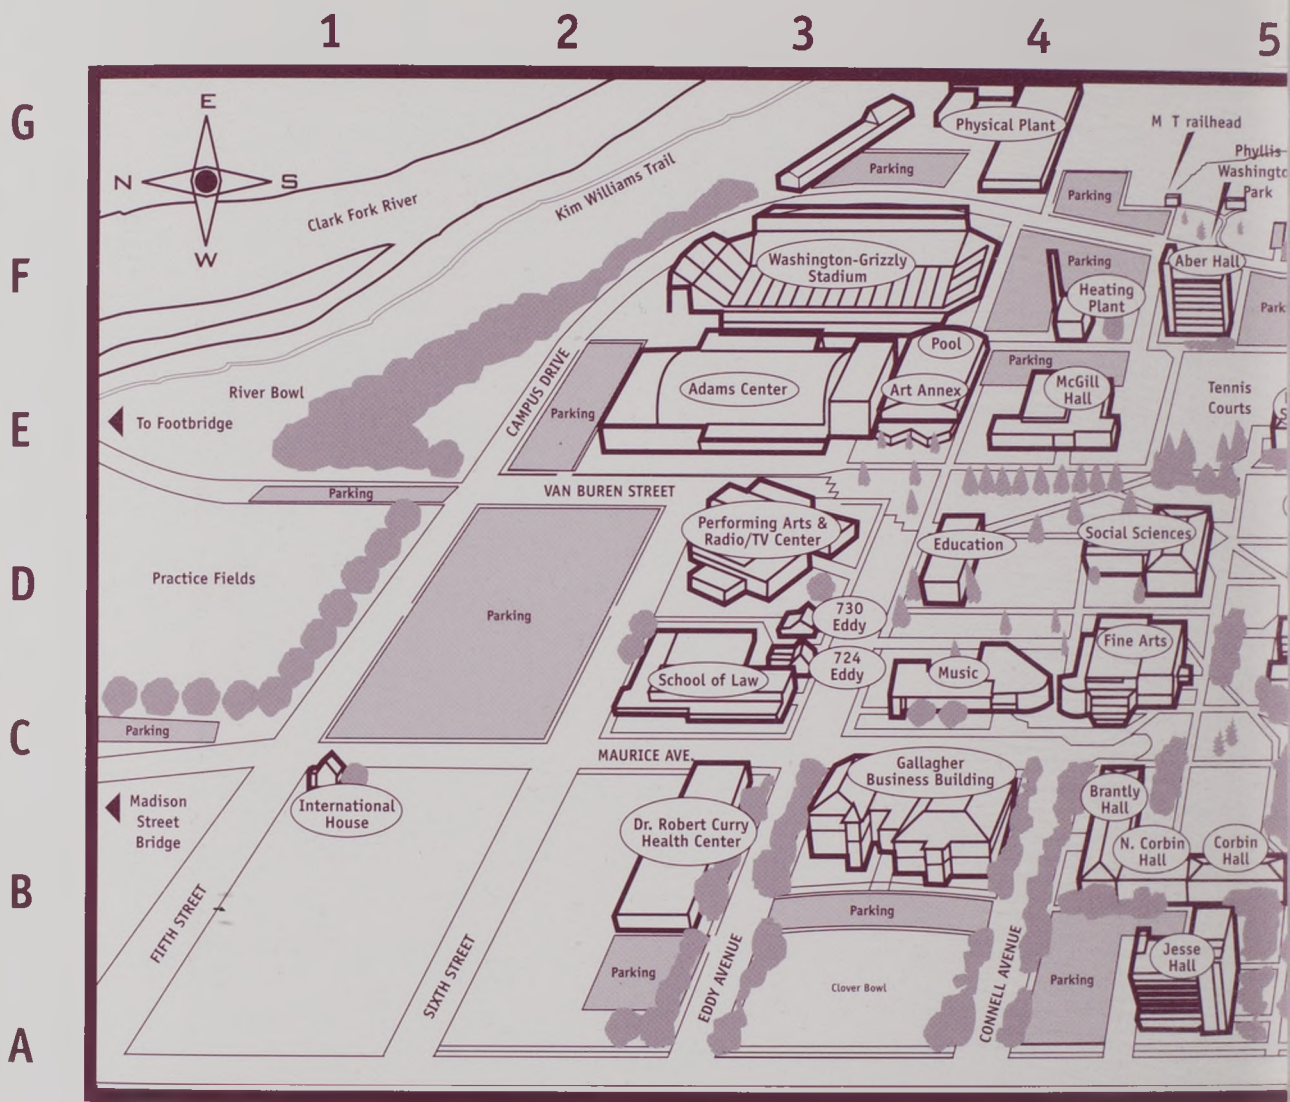 1 2 3 4 5
G
E
N S
W
Physical Plant
M T railhead
Phyllis
Park
Parking
Parking
Clark Fork River
Kim Williams Trail
F
Washington-Grizzly
Stadium
Parking
Aber Hall
Heating
Plant
Park
Pool
CAMPUS DRIVE
River Bowl
E
To Footbridge
Parking
Adams Center
Art Annex
Parking
McGill
Hall
Tennis
Courts
Parking
VAN BUREN STREET
Performing Arts &
Radio/TV Center
Education
Social Sciences
D
Practice Fields
Parking
730
Eddy
724
Eddy
School of Law
Music
Fine Arts
C
Parking
MAURICE AVE.
International
House
Madison
Street
Bridge
Gallagher
Business Building
Dr. Robert Curry
Health Center
Brantly
Hall
N. Corbin
Hall
Corbin
Hall
B
FIFTH STREET
SIXTH STREET
Parking
EDDY AVENUE
Parking
Clover Bowl
CONNELL AVENUE
Parking
Jesse
Hall
A